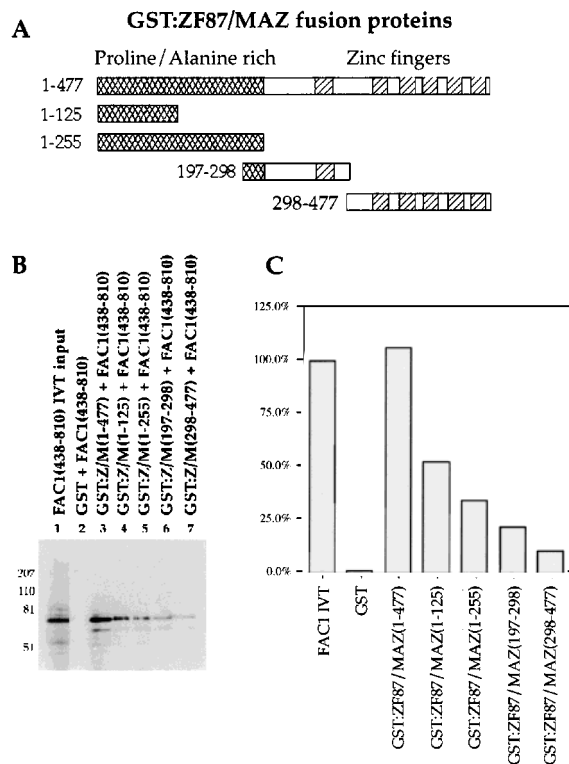 GST:ZF87/MAZ fusion proteins
A
Proline/Alanine rich Zinc fingers
1-477
1-125
1-255
197-298
298-477
B
FAC1(438-810) IVT input
GST + FAC1(438-810)
GST:Z/M(1-477) + FAC1(438-810)
GST:Z/M(1-125) + FAC1(438-810)
GST:Z/M(1-255) + FAC1(438-810)
GST:Z/M(197-298) + FAC1(438-810)
GST:Z/M(298-477) + FAC1(438-810)
1 2 3 4 5 6 7
207
110
81
51
C
125.0%
100.0%
75.0%
50.0%
25.0%
0.0%
FAC1 IVT
GST
GST:ZF87/MAZ(1-477)
GST:ZF87/MAZ(1-125)
GST:ZF87/MAZ(1-255)
GST:ZF87/MAZ(197-298)
GST:ZF87/MAZ(298-477)